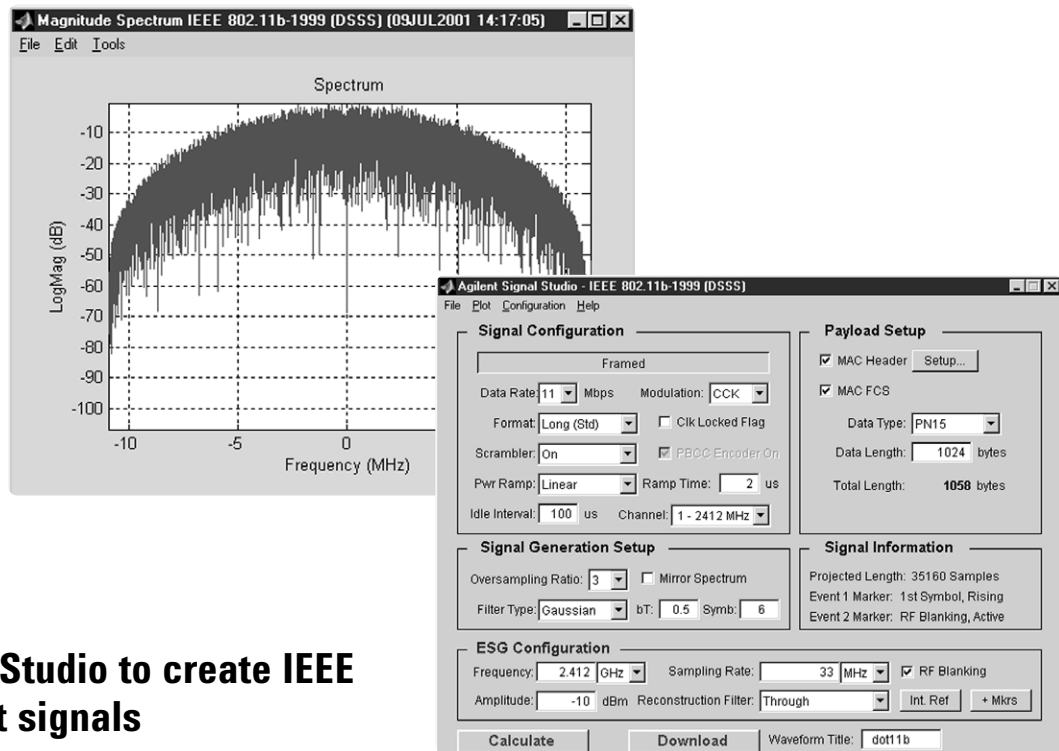 Magnitude Spectrum IEEE 802.11b-1999 (DSSS) (09JUL2001 14:17:05)
File Edit Tools
Spectrum
-10
-20
-30
-40
-50
-60
-70
-80
-90
-100
LogMag (dB)
-10 -5 0
Frequency (MHz)
Agilent Signal Studio - IEEE 802.11b-1999 (DSSS)
File Plot Configuration Help
Signal Configuration
Framed
Data Rate: 11 Mbps Modulation: CCK
Format: Long (Std) Clk Locked Flag
Scrambler: On PBCC Encoder On
Pwr Ramp: Linear Ramp Time: 2 us
Idle Interval: 100 us Channel: 1 - 2412 MHz
Payload Setup
MAC Header Setup...
MAC FCS
Data Type: PN15
Data Length: 1024 bytes
Total Length: 1058 bytes
Signal Generation Setup
Oversampling Ratio: 3 Mirror Spectrum
Filter Type: Gaussian bT: 0.5 Symb: 6
Signal Information
Projected Length: 35160 Samples
Event 1 Marker: 1st Symbol, Rising
Event 2 Marker: RF Blanking, Active
ESG Configuration
Frequency: 2.412 GHz Sampling Rate: 33 MHz RF Blanking
Amplitude: -10 dBm Reconstruction Filter: Through Int. Ref + Mkrs
Calculate Download Waveform Title: dot11b
Studio to create IEEE
t signals